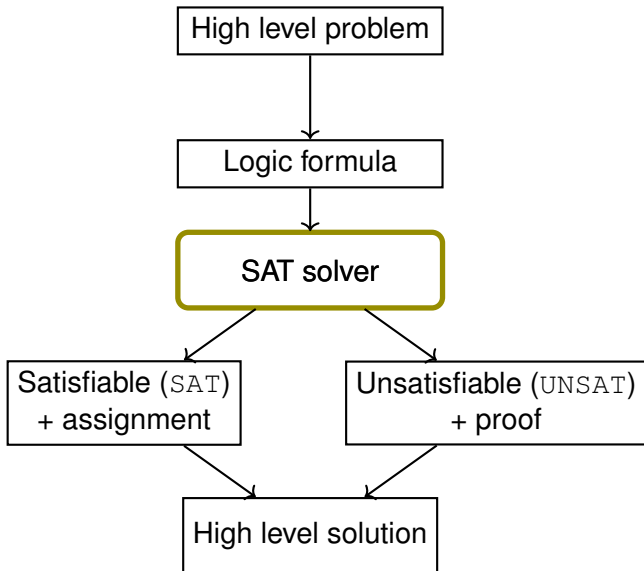 High level problem
Logic formula
SAT solver
Satisfiable (SAT)
+ assignment
Unsatisfiable (UNSAT)
+ proof
High level solution